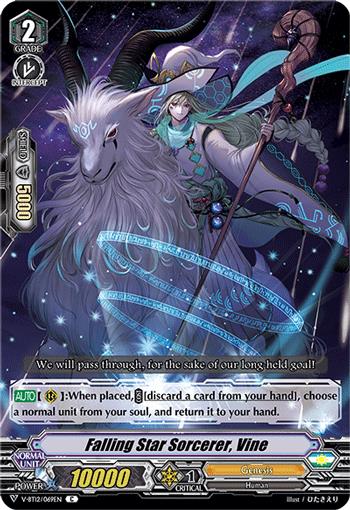 2
GRADE
INTERCEPT
SHIELD
5000
We will pass through, for the sake of our long held goal!
AUTO [ ]:When placed, [discard a card from your hand], choose
a normal unit from your soul, and return it to your hand.
Falling Star Sorcerer, Vine
NORMAL
UNIT
POWER
10000
1
CRITICAL
Genesis
Human
V-BT12/069EN C
illust / ひたきえり